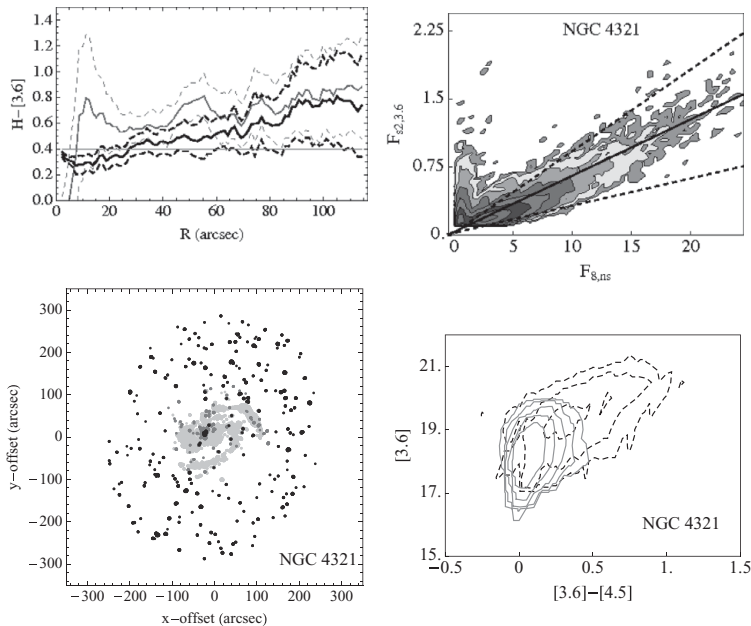 H−[3.6]
1.4
1.2
1.0
0.8
0.6
0.4
0.2
0.0
0 20 40 60 80 100
R (arcsec)
NGC 4321
F_{s2,3.6}
2.25
1.5
0.75
0.
0 5 10 15 20
F_{8,ns}
y−offset (arcsec)
300
200
100
0
−100
−200
−300
NGC 4321
−300 −200 −100 0 100 200 300
x−offset (arcsec)
[3.6]
21.
19.
17.
15.
NGC 4321
−0.5 0 0.5 1. 1.5
[3.6]−[4.5]